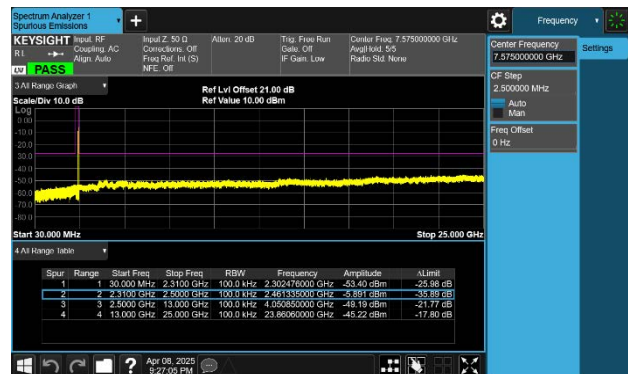 Spectrum Analyzer 1
Spurious Emissions
Frequency
KEYSIGHT Input: RF
RL Coupling: AC
Align: Auto
Input Z: 50 Ω
Corrections: Off
Freq Ref: Int (S)
NFE: Off
Atten: 20 dB
Trig: Free Run
Gate: Off
IF Gain: Low
Center Freq: 7.575000000 GHz
Avg|Hold: 5/5
Radio Std: None
LW PASS
3 All Range Graph
Scale/Div 10.0 dB
Ref Lvl Offset 21.00 dB
Ref Value 10.00 dBm
Log
0.00
-10.0
-20.0
-30.0
-40.0
-50.0
-60.0
-70.0
-80.0
Start 30.000 MHz
Stop 25.000 GHz
4 All Range Table
Spur Range Start Freq Stop Freq RBW Frequency Amplitude ΔLimit
1 1 30.000 MHz 2.3100 GHz 100.0 kHz 2.302476000 GHz -53.40 dBm -25.98 dB
2 2 2.3100 GHz 2.5000 GHz 100.0 kHz 2.461335000 GHz -5.891 dBm -35.89 dB
3 3 2.5000 GHz 13.000 GHz 100.0 kHz 4.050850000 GHz -49.19 dBm -21.77 dB
4 4 13.000 GHz 25.000 GHz 100.0 kHz 23.86060000 GHz -45.22 dBm -17.80 dB
Center Frequency
7.575000000 GHz
Settings
CF Step
2.500000 MHz
Auto
Man
Freq Offset
0 Hz
?
Apr 08, 2025
9:27:05 PM